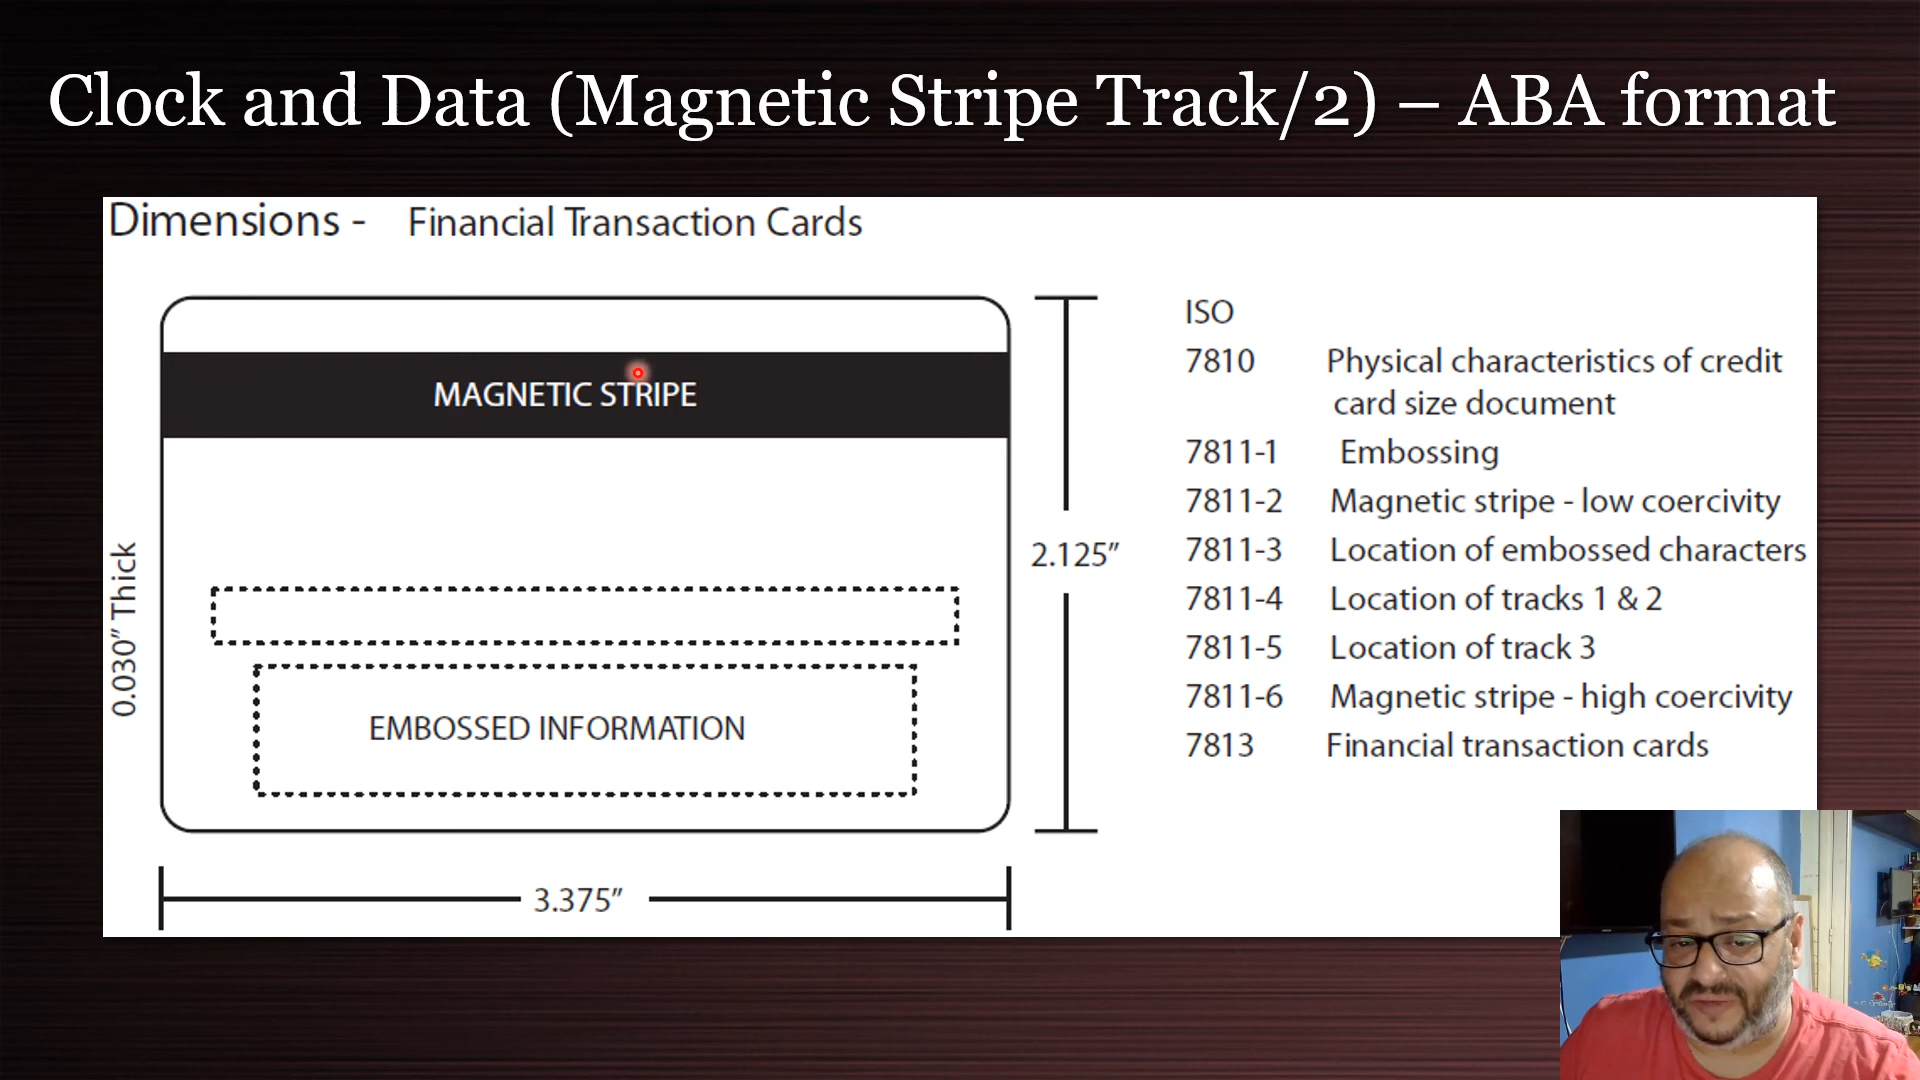 Clock and Data (Magnetic Stripe Track/2) – ABA format
Dimensions - Financial Transaction Cards
MAGNETIC STRIPE
EMBOSSED INFORMATION
0.030” Thick
2.125”
3.375”
ISO
7810 Physical characteristics of credit
card size document
7811-1 Embossing
7811-2 Magnetic stripe - low coercivity
7811-3 Location of embossed characters
7811-4 Location of tracks 1 & 2
7811-5 Location of track 3
7811-6 Magnetic stripe - high coercivity
7813 Financial transaction cards